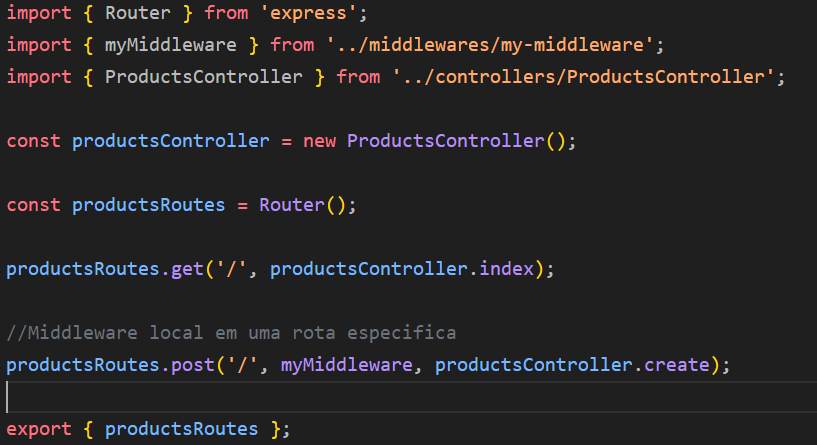 import { Router } from 'express';
import { myMiddleware } from '../middlewares/my-middleware';
import { ProductsController } from '../controllers/ProductsController';
const productsController = new ProductsController();
const productsRoutes = Router();
productsRoutes.get('/', productsController.index);
//Middleware local em uma rota especifica
productsRoutes.post('/', myMiddleware, productsController.create);
export { productsRoutes };